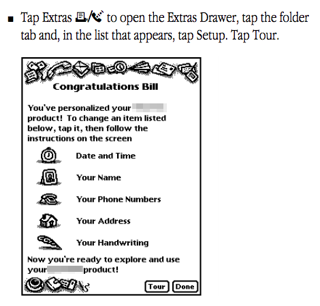 ▪ Tap Extras / to open the Extras Drawer, tap the folder
tab and, in the list that appears, tap Setup. Tap Tour.
Congratulations Bill
You've personalized your
product! To change an item listed
below, tap it, then follow the
instructions on the screen
Date and Time
Your Name
Your Phone Numbers
Your Address
Your Handwriting
Now you're ready to explore and use
your product!
Tour Done